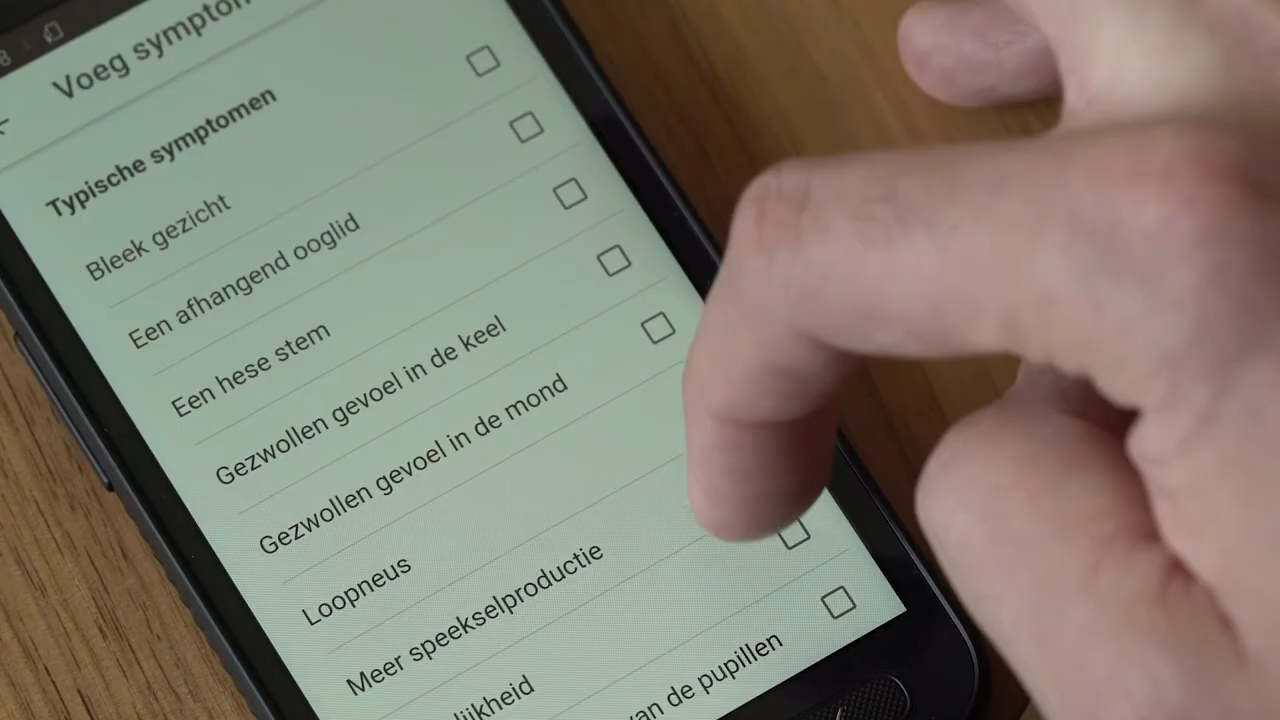 Voeg
Typische symptomen
Bleek gezicht
Een afhangend ooglid
Een hese stem
Gezwollen gevoel in de keel
Gezwollen gevoel in de mond
Loopneus
Meer speekselproductie
van de pupillen